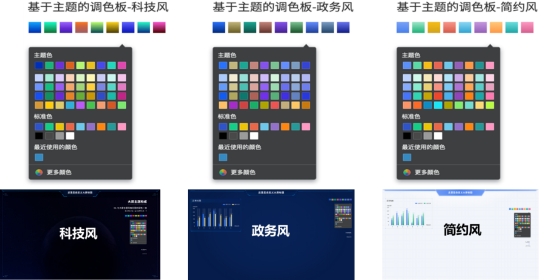 基于主题的调色板-科技风
基于主题的调色板-政务风
基于主题的调色板-简约风
主题色
标准色
最近使用的颜色
更多颜色
主题色
标准色
最近使用的颜色
更多颜色
主题色
标准色
最近使用的颜色
更多颜色
科技风
政务风
简约风